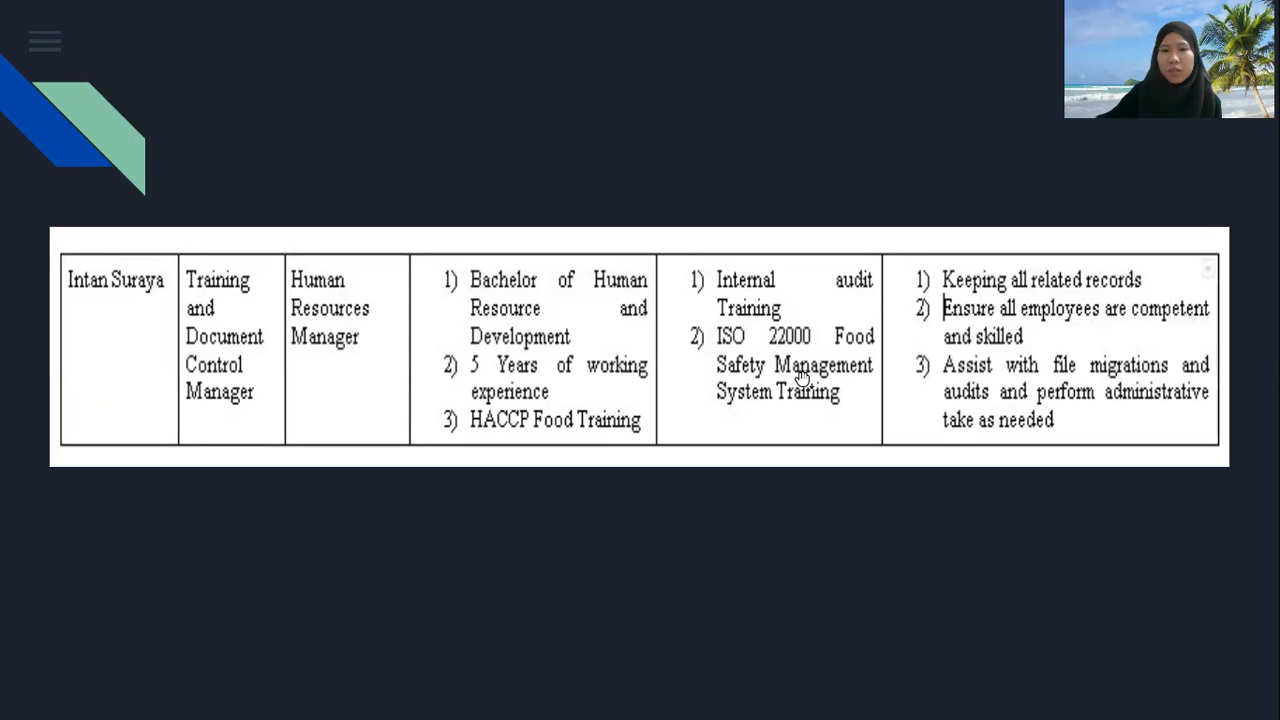 Intan Suraya
Training
and
Document
Control
Manager
Human
Resources
Manager
1) Bachelor of Human
Resource and
Development
2) 5 Years of working
experience
3) HACCP Food Training
1) Internal audit
Training
2) ISO 22000 Food
Safety Management
System Training
1) Keeping all related records
2) Ensure all employees are competent
and skilled
3) Assist with file migrations and
audits and perform administrative
take as needed